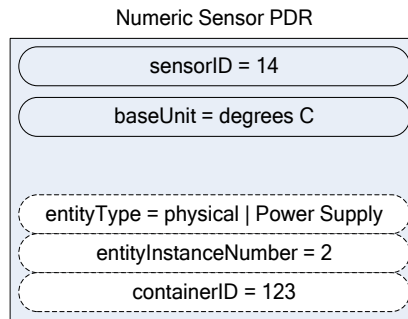 Numeric Sensor PDR
sensorID = 14
baseUnit = degrees C
entityType = physical | Power Supply
entityInstanceNumber = 2
containerID = 123